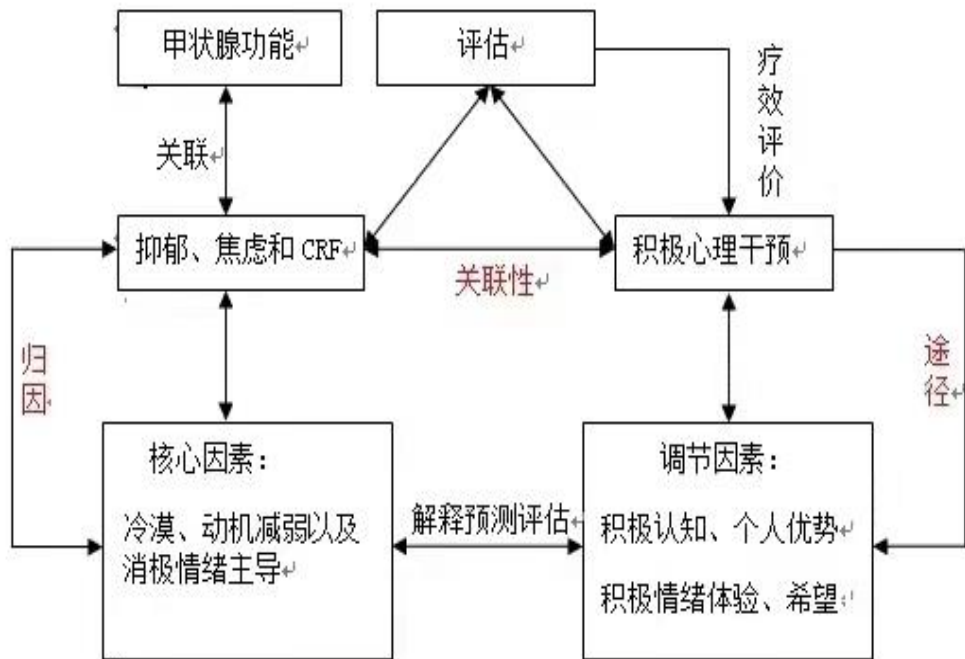 甲状腺功能
评估
疗效评价
关联
抑郁、焦虑和 CRF
积极心理干预
关联性
归因
途径
核心因素：
冷漠、动机减弱以及
消极情绪主导
解释预测评估
调节因素：
积极认知、个人优势
积极情绪体验、希望